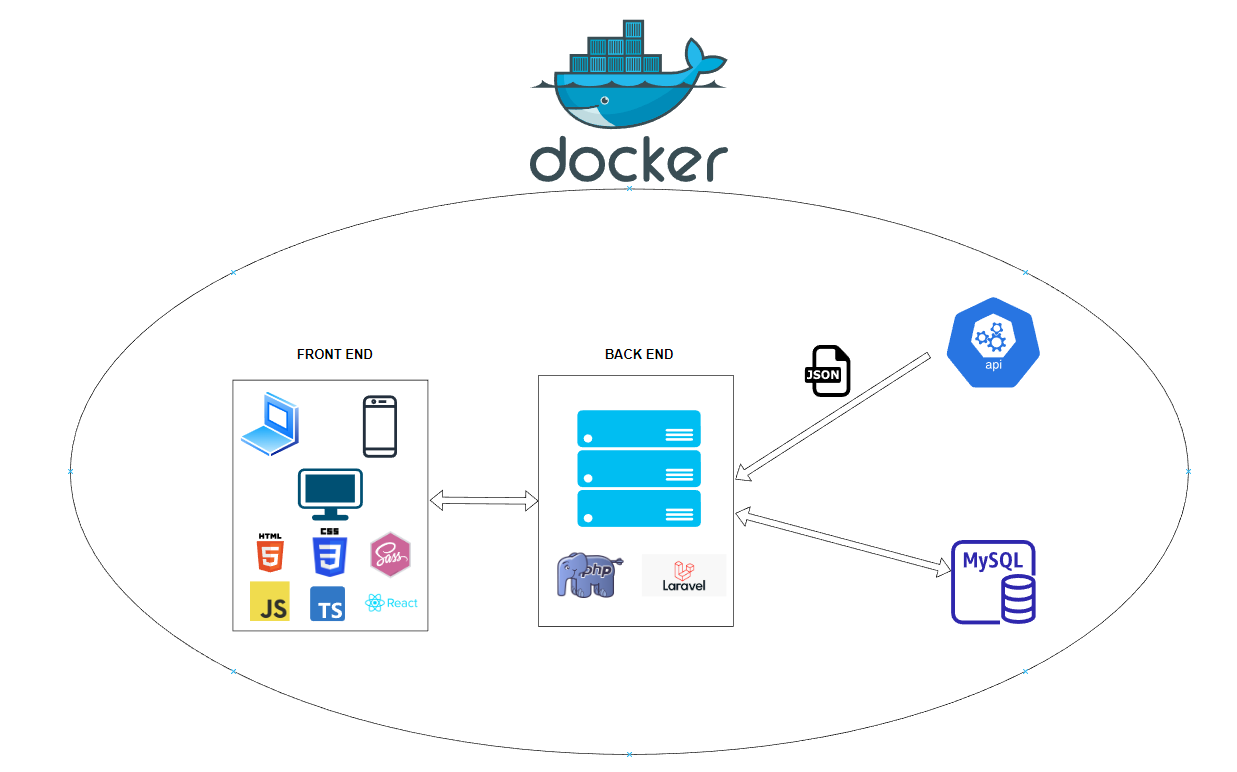 docker
FRONT END
BACK END
JSON
api
HTML
5
CSS
3
Sass
JS
TS
React
php
Laravel
MySQL